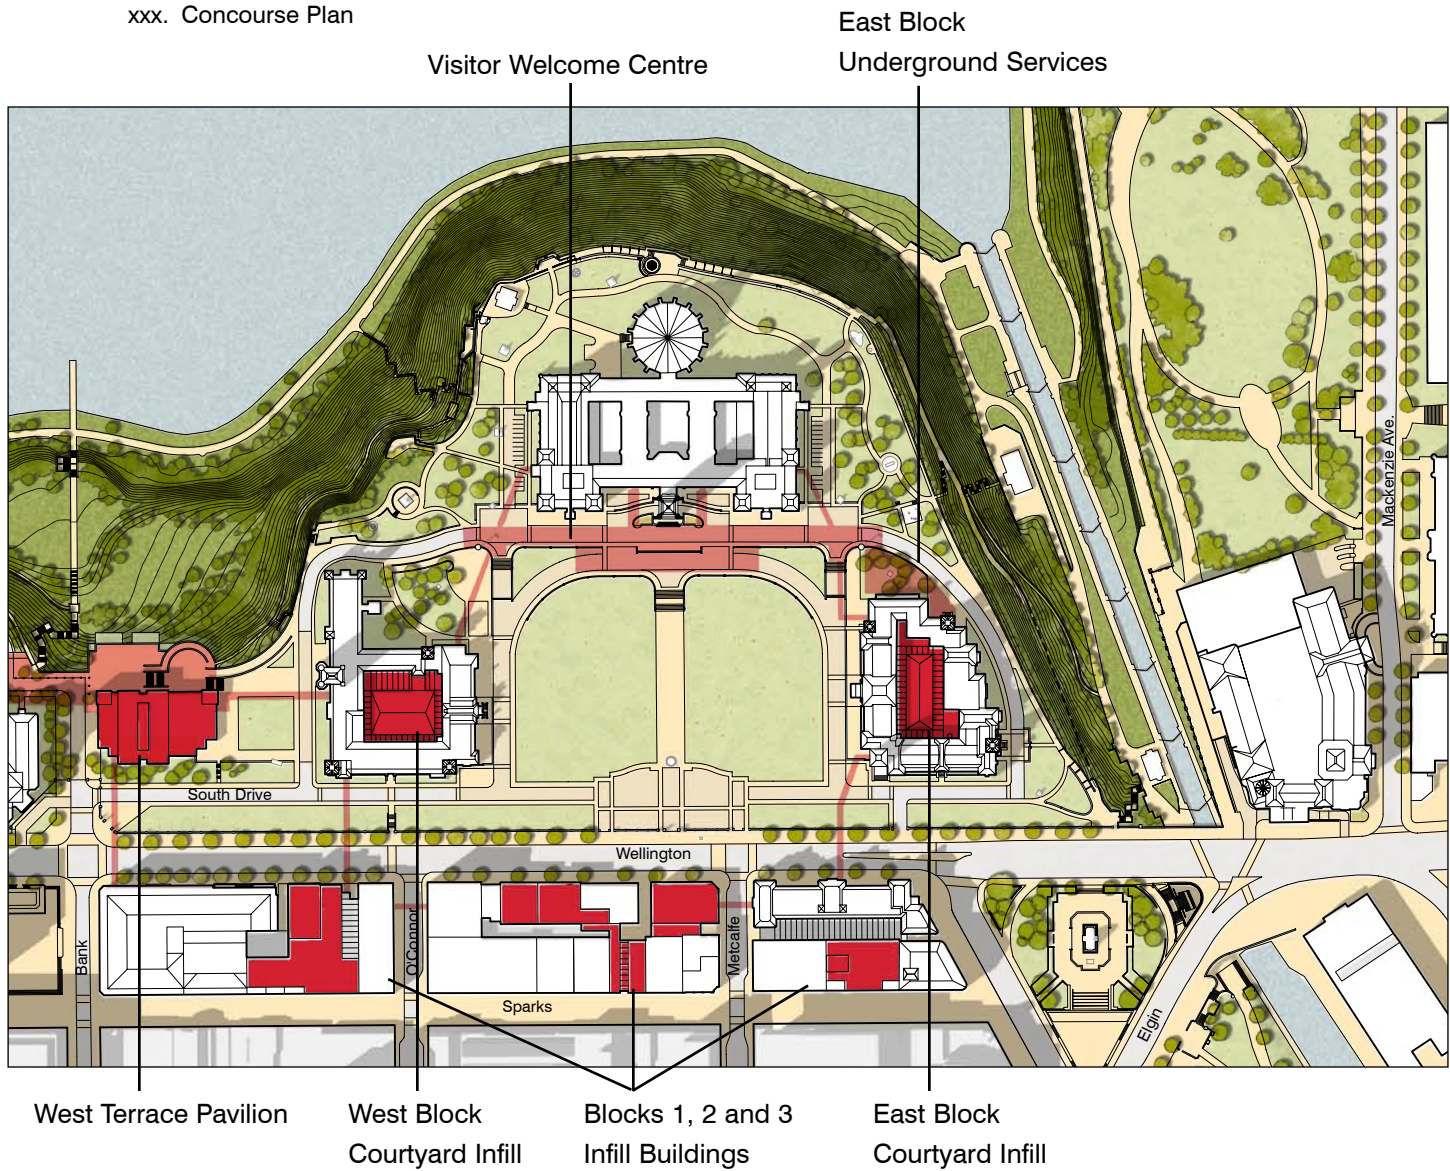 xxx. Concourse Plan
East Block
Underground Services
Visitor Welcome Centre
Mackenzie Ave.
South Drive
Wellington
Bank
O'Connor
Metcalfe
Sparks
Elgin
West Terrace Pavilion
West Block
Courtyard Infill
Blocks 1, 2 and 3
Infill Buildings
East Block
Courtyard Infill